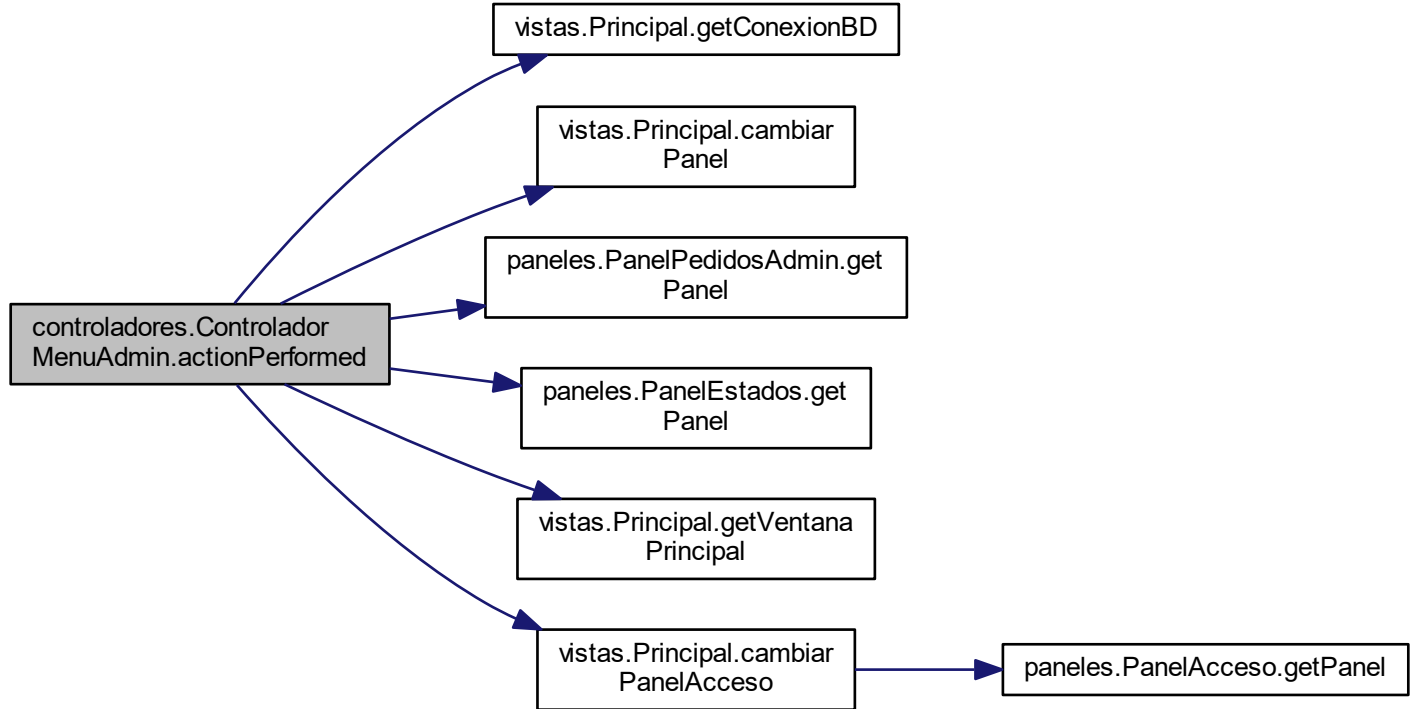 vistas.Principal.getConexionBD
vistas.Principal.cambiar
Panel
paneles.PanelPedidosAdmin.get
Panel
controladores.Controlador
MenuAdmin.actionPerformed
paneles.PanelEstados.get
Panel
vistas.Principal.getVentana
Principal
vistas.Principal.cambiar
PanelAcceso
paneles.PanelAcceso.getPanel